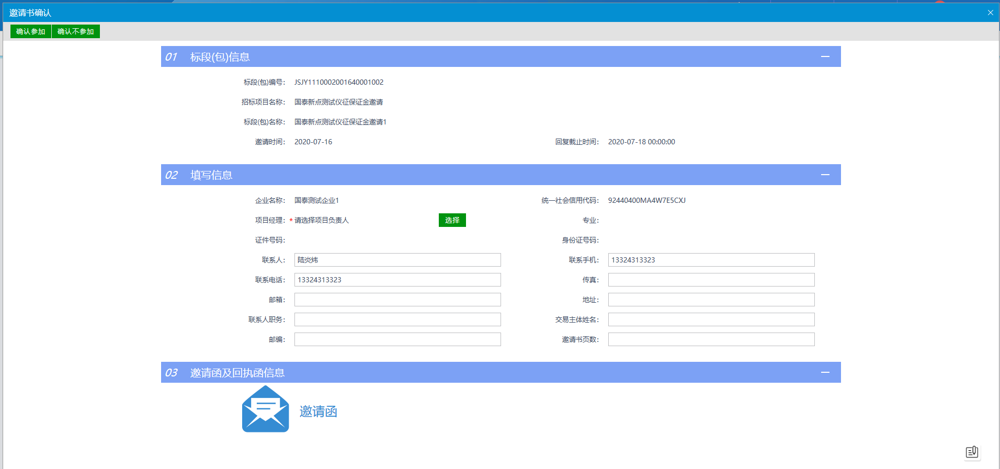 邀请书确认
确认参加 确认不参加
01 标段(包)信息
标段(包)编号： JSJY1110002001640001002
招标项目名称： 国泰新点测试仪征保证金邀请
标段(包)名称： 国泰新点测试仪征保证金邀请1
邀请时间： 2020-07-16 回复截止时间： 2020-07-18 00:00:00
02 填写信息
企业名称： 国泰测试企业1 统一社会信用代码： 92440400MA4W7E5CXJ
项目经理： * 请选择项目负责人 选择 专业：
证件号码： 身份证号码：
联系人： 陆炎炜 联系手机： 13324313323
联系电话： 13324313323 传真：
邮箱： 地址：
联系人职务： 交易主体姓名：
邮编： 邀请书页数：
03 邀请函及回执函信息
邀请函